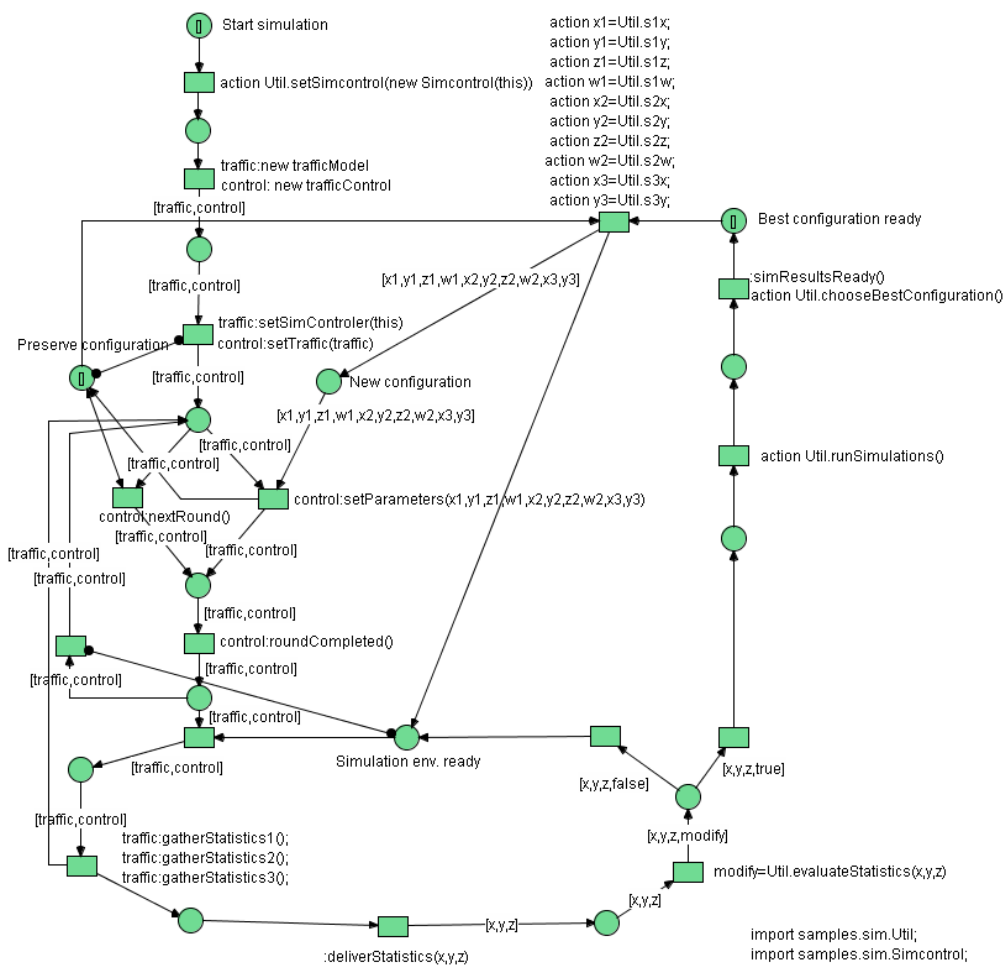 Start simulation
action Util.setSimcontrol(new Simcontrol(this))
traffic:new trafficModel
control: new trafficControl
[traffic,control]
[traffic,control]
action x1=Util.s1x;
action y1=Util.s1y;
action z1=Util.s1z;
action w1=Util.s1w;
action x2=Util.s2x;
action y2=Util.s2y;
action z2=Util.s2z;
action w2=Util.s2w;
action x3=Util.s3x;
action y3=Util.s3y;
Best configuration ready
[x1,y1,z1,w1,x2,y2,z2,w2,x3,y3]
:simResultsReady()
action Util.chooseBestConfiguration()
traffic:setSimControler(this)
control:setTraffic(traffic)
Preserve configuration
[traffic,control]
New configuration
[x1,y1,z1,w1,x2,y2,z2,w2,x3,y3]
[traffic,control]
[traffic,control]
action Util.runSimulations()
control:setParameters(x1,y1,z1,w1,x2,y2,z2,w2,x3,y3)
control:nextRound()
[traffic,control]
[traffic,control]
[traffic,control]
[traffic,control]
[traffic,control]
control:roundCompleted()
[traffic,control]
[traffic,control]
[traffic,control]
Simulation env. ready
[traffic,control]
[x,y,z,false]
[x,y,z,true]
[traffic,control]
traffic:gatherStatistics1();
traffic:gatherStatistics2();
traffic:gatherStatistics3();
[x,y,z,modify]
modify=Util.evaluateStatistics(x,y,z)
[x,y,z]
[x,y,z]
:deliverStatistics(x,y,z)
import samples.sim.Util;
import samples.sim.Simcontrol;